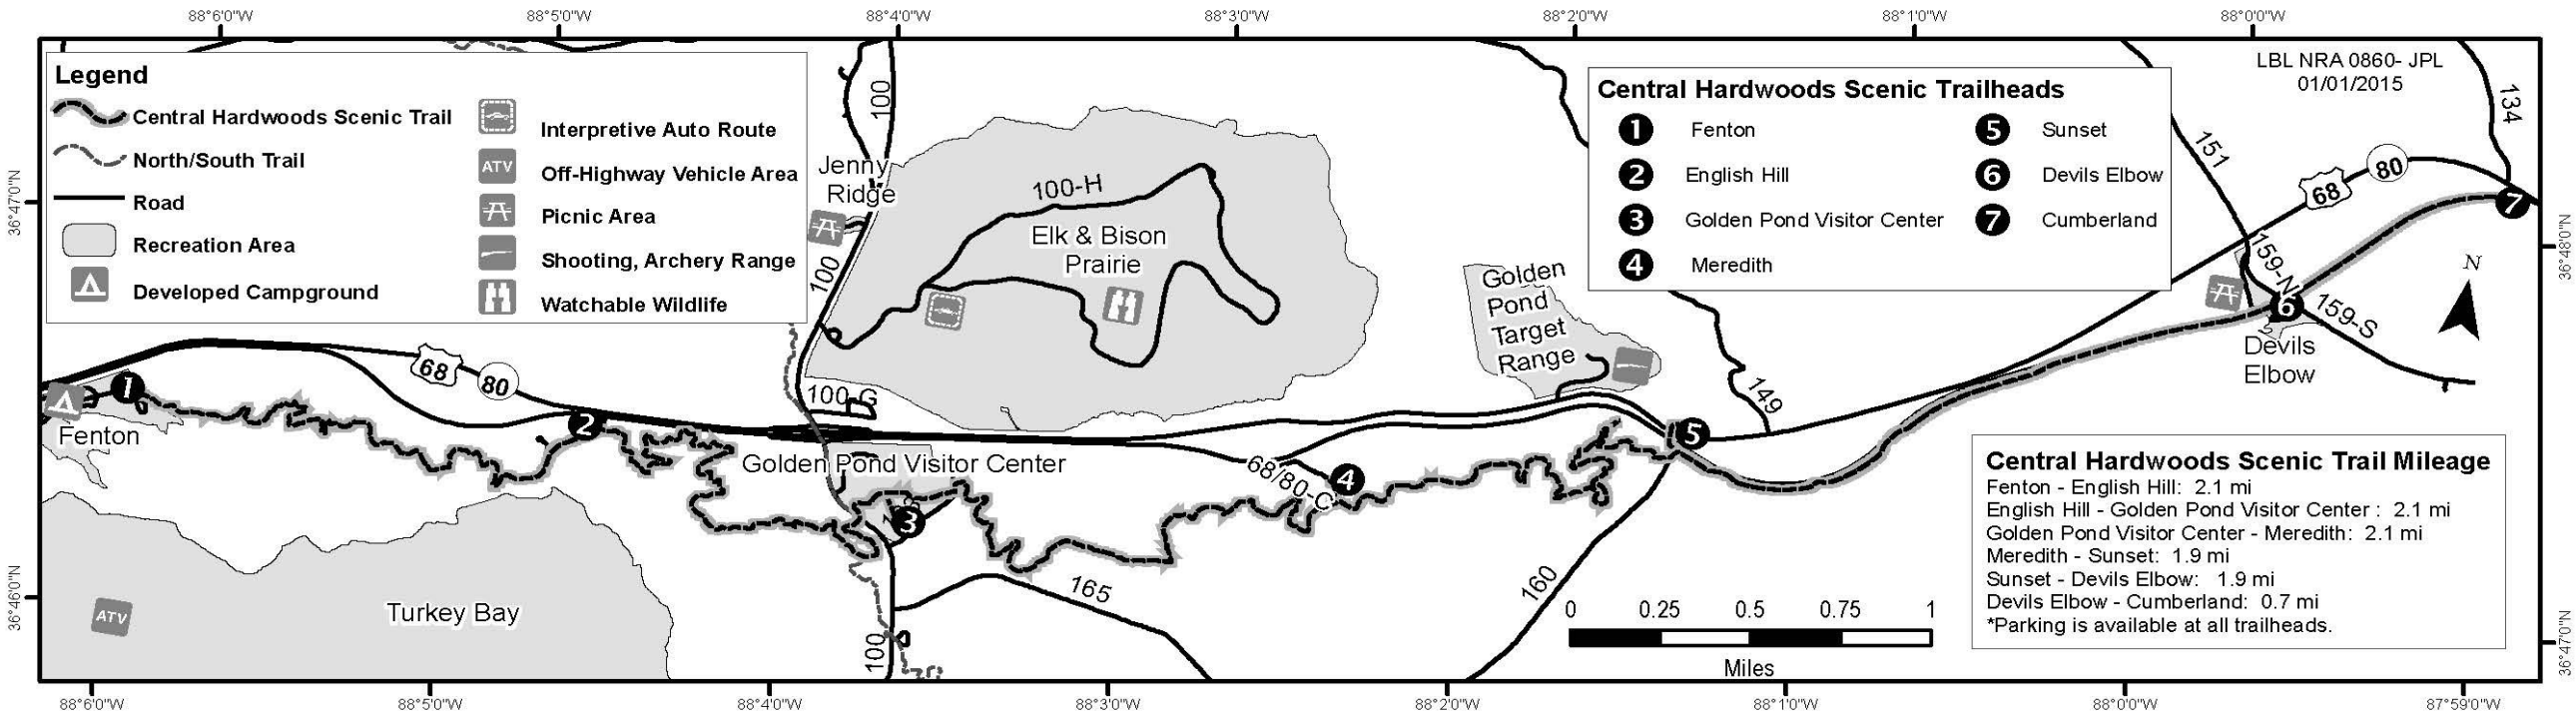 88°6'0"W 88°5'0"W 88°4'0"W 88°3'0"W 88°2'0"W 88°1'0"W 88°0'0"W
Legend
Central Hardwoods Scenic Trail
North/South Trail
Road
Recreation Area
Developed Campground
Interpretive Auto Route
ATV Off-Highway Vehicle Area
Picnic Area
Shooting, Archery Range
Watchable Wildlife
36°47'0"N
36°46'0"N
100
Jenny
Ridge
100
100-H
Elk & Bison
Prairie
Golden
Pond
Target
Range
Central Hardwoods Scenic Trailheads
1 Fenton
2 English Hill
3 Golden Pond Visitor Center
4 Meredith
5 Sunset
6 Devils Elbow
7 Cumberland
LBL NRA 0860- JPL
01/01/2015
134
151
68
80
7
36°48'0"N
N
159-N
6
159-S
Devils
Elbow
149
68
80
1
Fenton
2
100-G
Golden Pond Visitor Center
3
68/80-C
4
5
160
165
100
Turkey Bay
ATV
0 0.25 0.5 0.75 1
Miles
Central Hardwoods Scenic Trail Mileage
Fenton - English Hill: 2.1 mi
English Hill - Golden Pond Visitor Center : 2.1 mi
Golden Pond Visitor Center - Meredith: 2.1 mi
Meredith - Sunset: 1.9 mi
Sunset - Devils Elbow: 1.9 mi
Devils Elbow - Cumberland: 0.7 mi
*Parking is available at all trailheads.
36°47'0"N
88°6'0"W 88°5'0"W 88°4'0"W 88°3'0"W 88°2'0"W 88°1'0"W 88°0'0"W 87°59'0"W